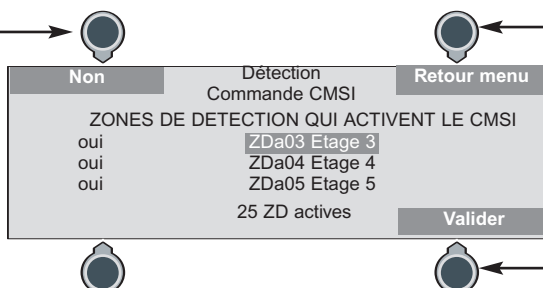 Non Détection Retour menu
Commande CMSI
ZONES DE DETECTION QUI ACTIVENT LE CMSI
oui ZDa03 Etage 3
oui ZDa04 Etage 4
oui ZDa05 Etage 5
25 ZD actives
Valider